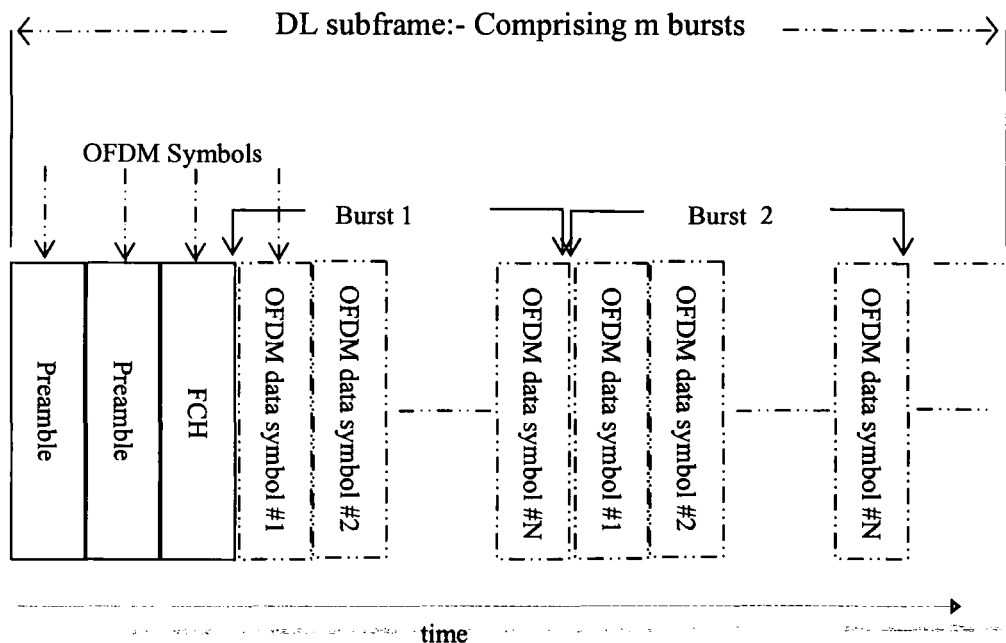 DL subframe:- Comprising m bursts
OFDM Symbols
Burst 1
Burst 2
Preamble
Preamble
FCH
OFDM data symbol #1
OFDM data symbol #2
OFDM data symbol #N
OFDM data symbol #1
OFDM data symbol #2
OFDM data symbol #N
time